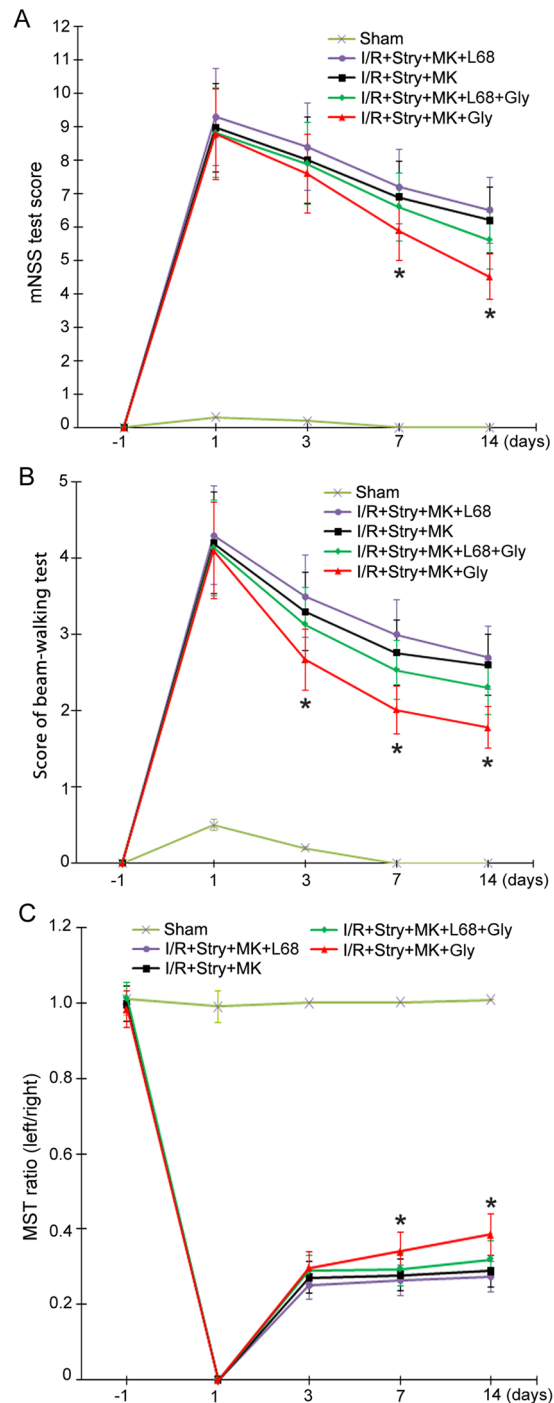 A
12
11
10
9
8
7
6
5
4
3
2
1
0
mNSS test score
Sham
I/R+Stry+MK+L68
I/R+Stry+MK
I/R+Stry+MK+L68+Gly
I/R+Stry+MK+Gly
*
*
-1 1 3 7 14 (days)
B
5
4
3
2
1
0
Score of beam-walking test
Sham
I/R+Stry+MK+L68
I/R+Stry+MK
I/R+Stry+MK+L68+Gly
I/R+Stry+MK+Gly
*
*
*
-1 1 3 7 14 (days)
C
1.2
1.0
0.8
0.6
0.4
0.2
0
MST ratio (left/right)
Sham
I/R+Stry+MK+L68
I/R+Stry+MK
I/R+Stry+MK+L68+Gly
I/R+Stry+MK+Gly
*
*
-1 1 3 7 14 (days)